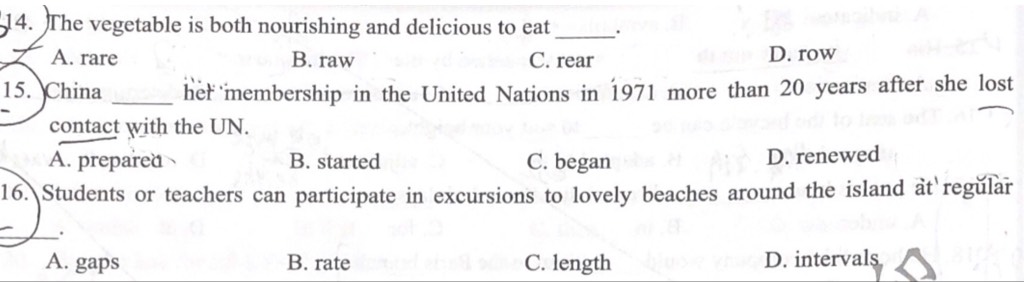 14. The vegetable is both nourishing and delicious to eat ____.
A. rare B. raw C. rear D. row
15. China ____ her membership in the United Nations in 1971 more than 20 years after she lost
contact with the UN.
A. prepared B. started C. began D. renewed
16. Students or teachers can participate in excursions to lovely beaches around the island at regular
____.
A. gaps B. rate C. length D. intervals